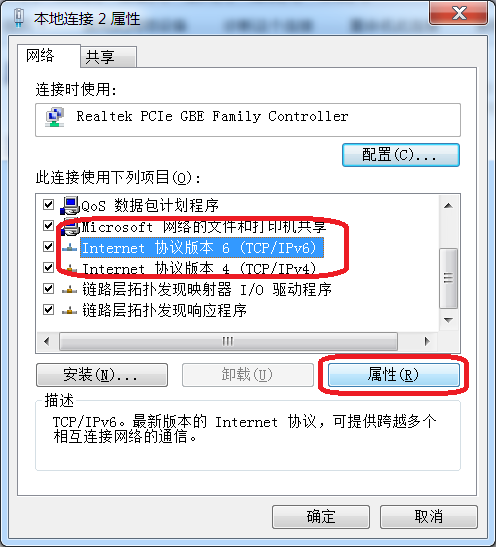 本地连接 2 属性
网络
共享
连接时使用:
Realtek PCIe GBE Family Controller
配置(C)...
此连接使用下列项目(O):
QoS 数据包计划程序
Microsoft 网络的文件和打印机共享
Internet 协议版本 6 (TCP/IPv6)
Internet 协议版本 4 (TCP/IPv4)
链路层拓扑发现映射器 I/O 驱动程序
链路层拓扑发现响应程序
安装(N)...
卸载(U)
属性(R)
描述
TCP/IPv6。最新版本的 Internet 协议,可提供跨越多个
相互连接网络的通信。
确定
取消